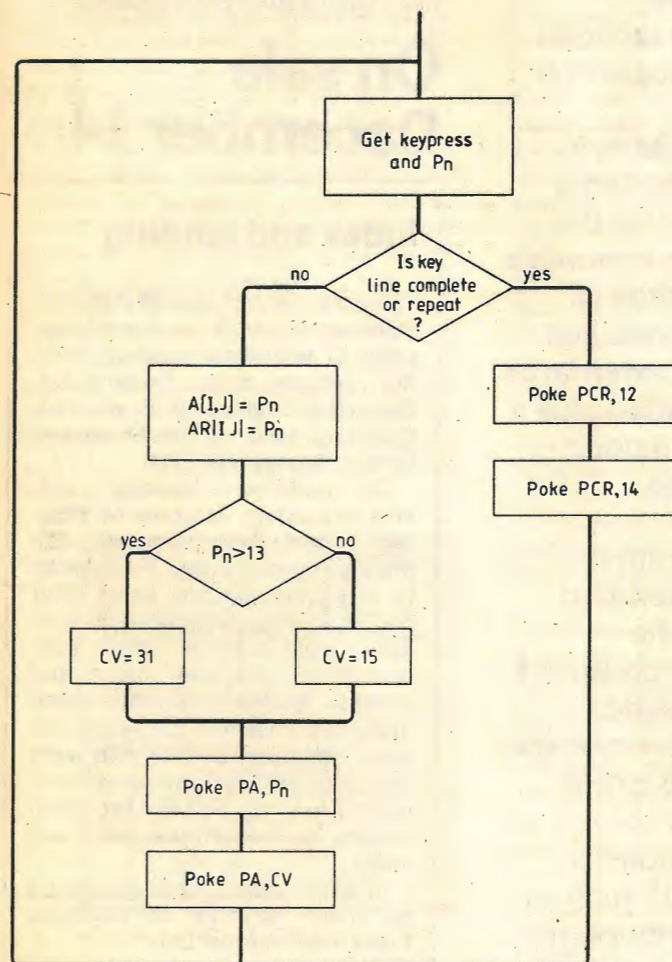 Get keypress
and Pn
Is key
line complete
or repeat
?
no
yes
A[I,J] = Pn
AR[I J] = Pn
Poke PCR,12
Poke PCR,14
Pn>13
yes
no
CV=31
CV=15
Poke PA,Pn
Poke PA,CV